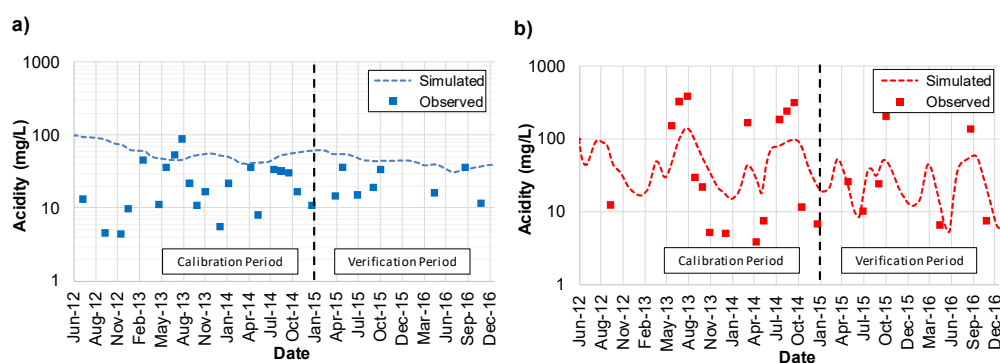 a)
1000
100
10
1
Acidity (mg/L)
Simulated
Observed
Calibration Period
Verification Period
Jun-12
Aug-12
Nov-12
Feb-13
May-13
Aug-13
Nov-13
Jan-14
Apr-14
Jul-14
Oct-14
Jan-15
Apr-15
Jul-15
Oct-15
Dec-15
Mar-16
Jun-16
Sep-16
Dec-16
Date
b)
1000
100
10
1
Acidity (mg/L)
Simulated
Observed
Calibration Period
Verification Period
Jun-12
Aug-12
Nov-12
Feb-13
May-13
Aug-13
Nov-13
Jan-14
Apr-14
Jul-14
Oct-14
Jan-15
Apr-15
Jul-15
Oct-15
Dec-15
Mar-16
Jun-16
Sep-16
Dec-16
Date